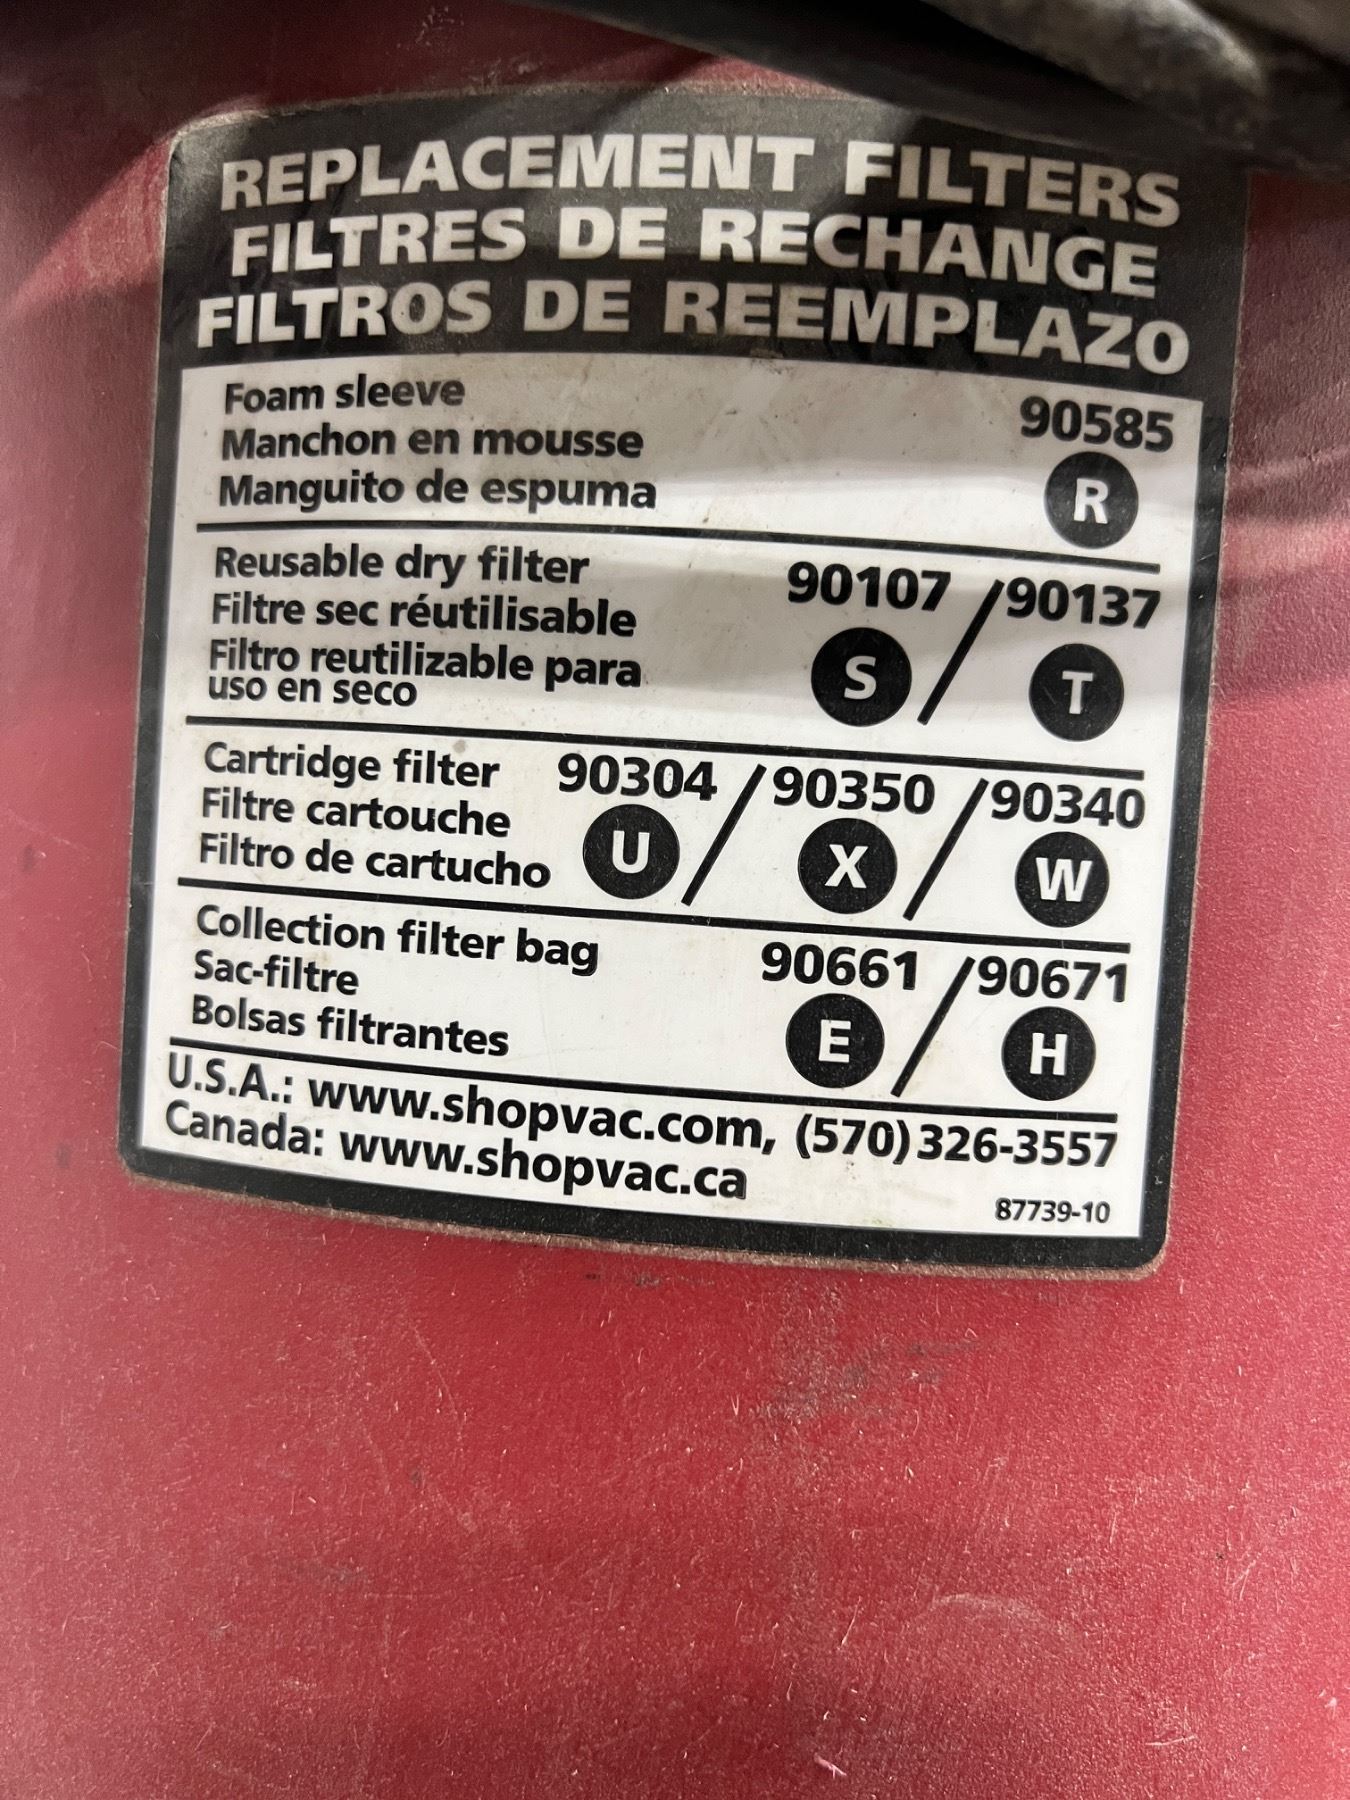 REPLACEMENT FILTERS
FILTRES DE RECHANGE
FILTROS DE REEMPLAZO
Foam sleeve 90585
Manchon en mousse
Manguito de espuma R
Reusable dry filter 90107 / 90137
Filtre sec réutilisable
Filtro reutilizable para S T
uso en seco
Cartridge filter 90304 / 90350 / 90340
Filtre cartouche
Filtro de cartucho U X W
Collection filter bag 90661 / 90671
Sac-filtre
Bolsas filtrantes E H
U.S.A.: www.shopvac.com, (570) 326-3557
Canada: www.shopvac.ca
87739-10